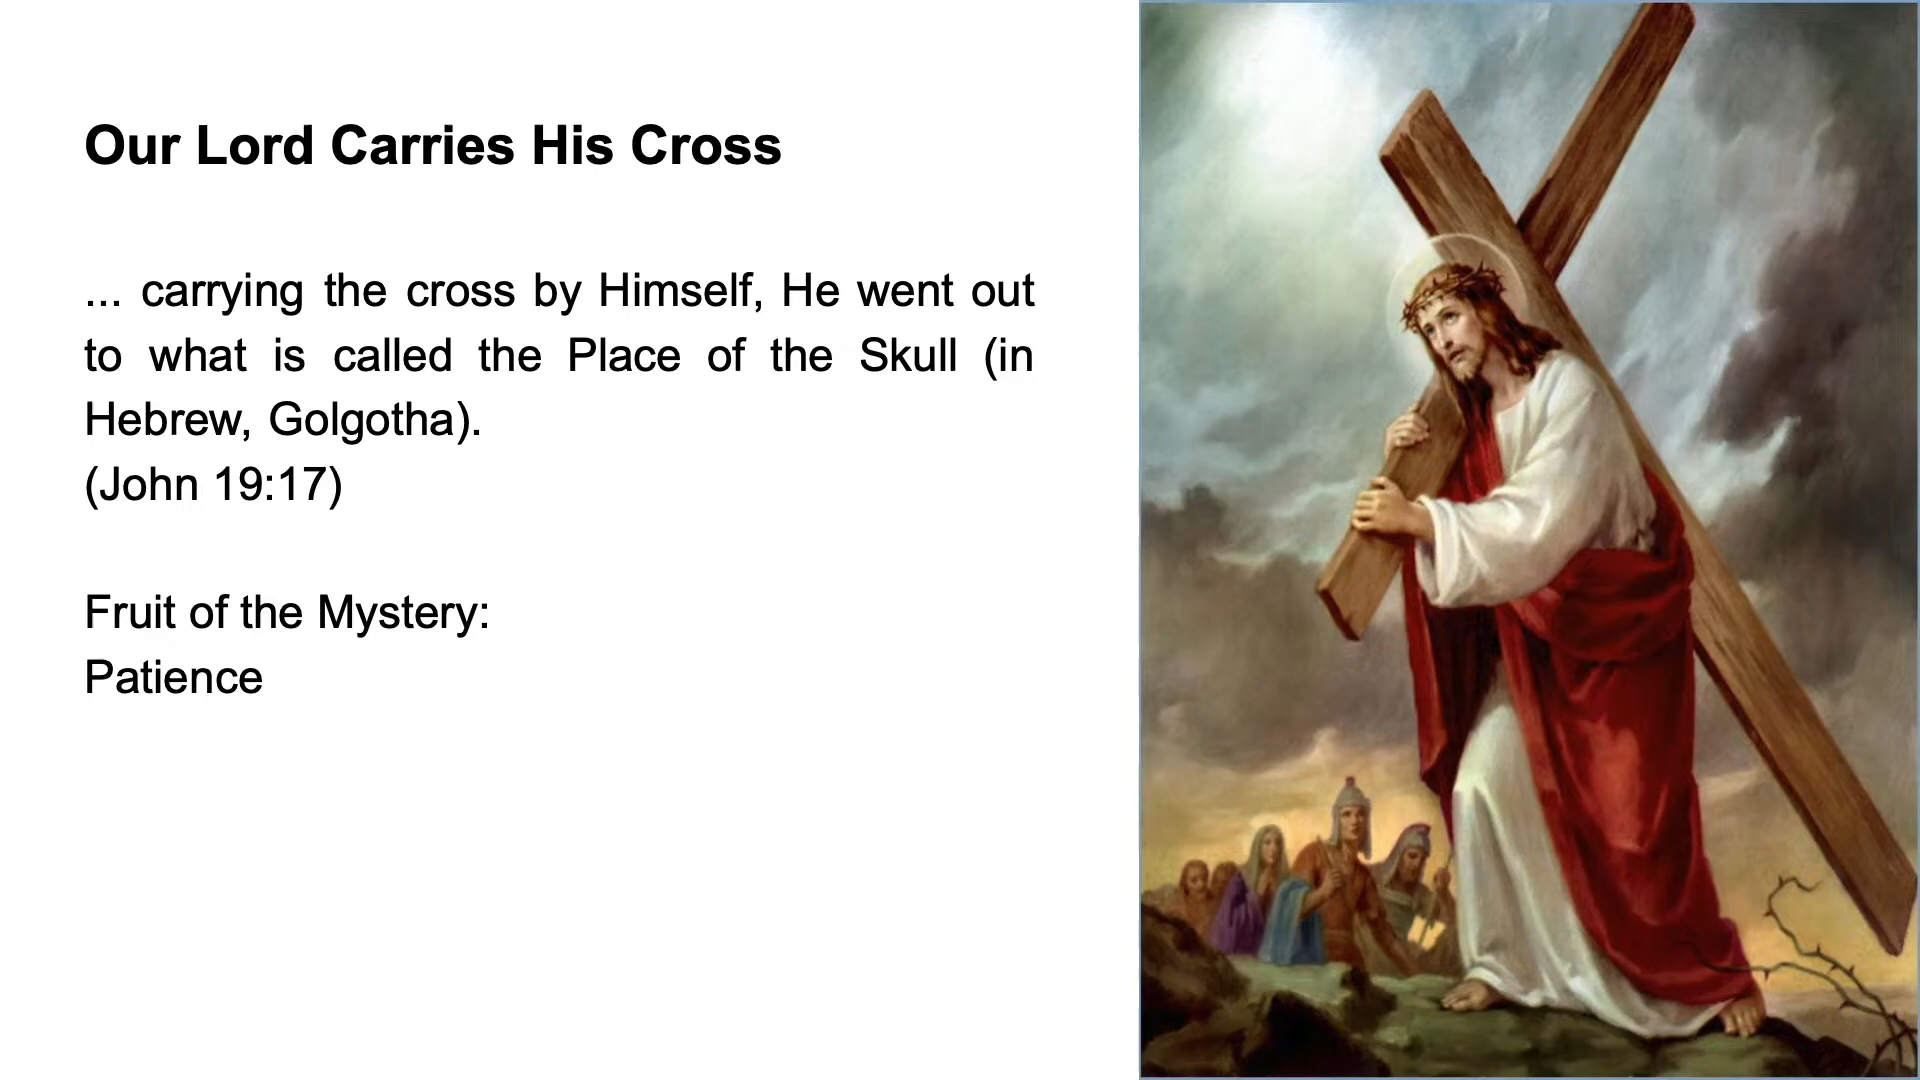 Our Lord Carries His Cross
... carrying the cross by Himself, He went out
to what is called the Place of the Skull (in
Hebrew, Golgotha).
(John 19:17)
Fruit of the Mystery:
Patience